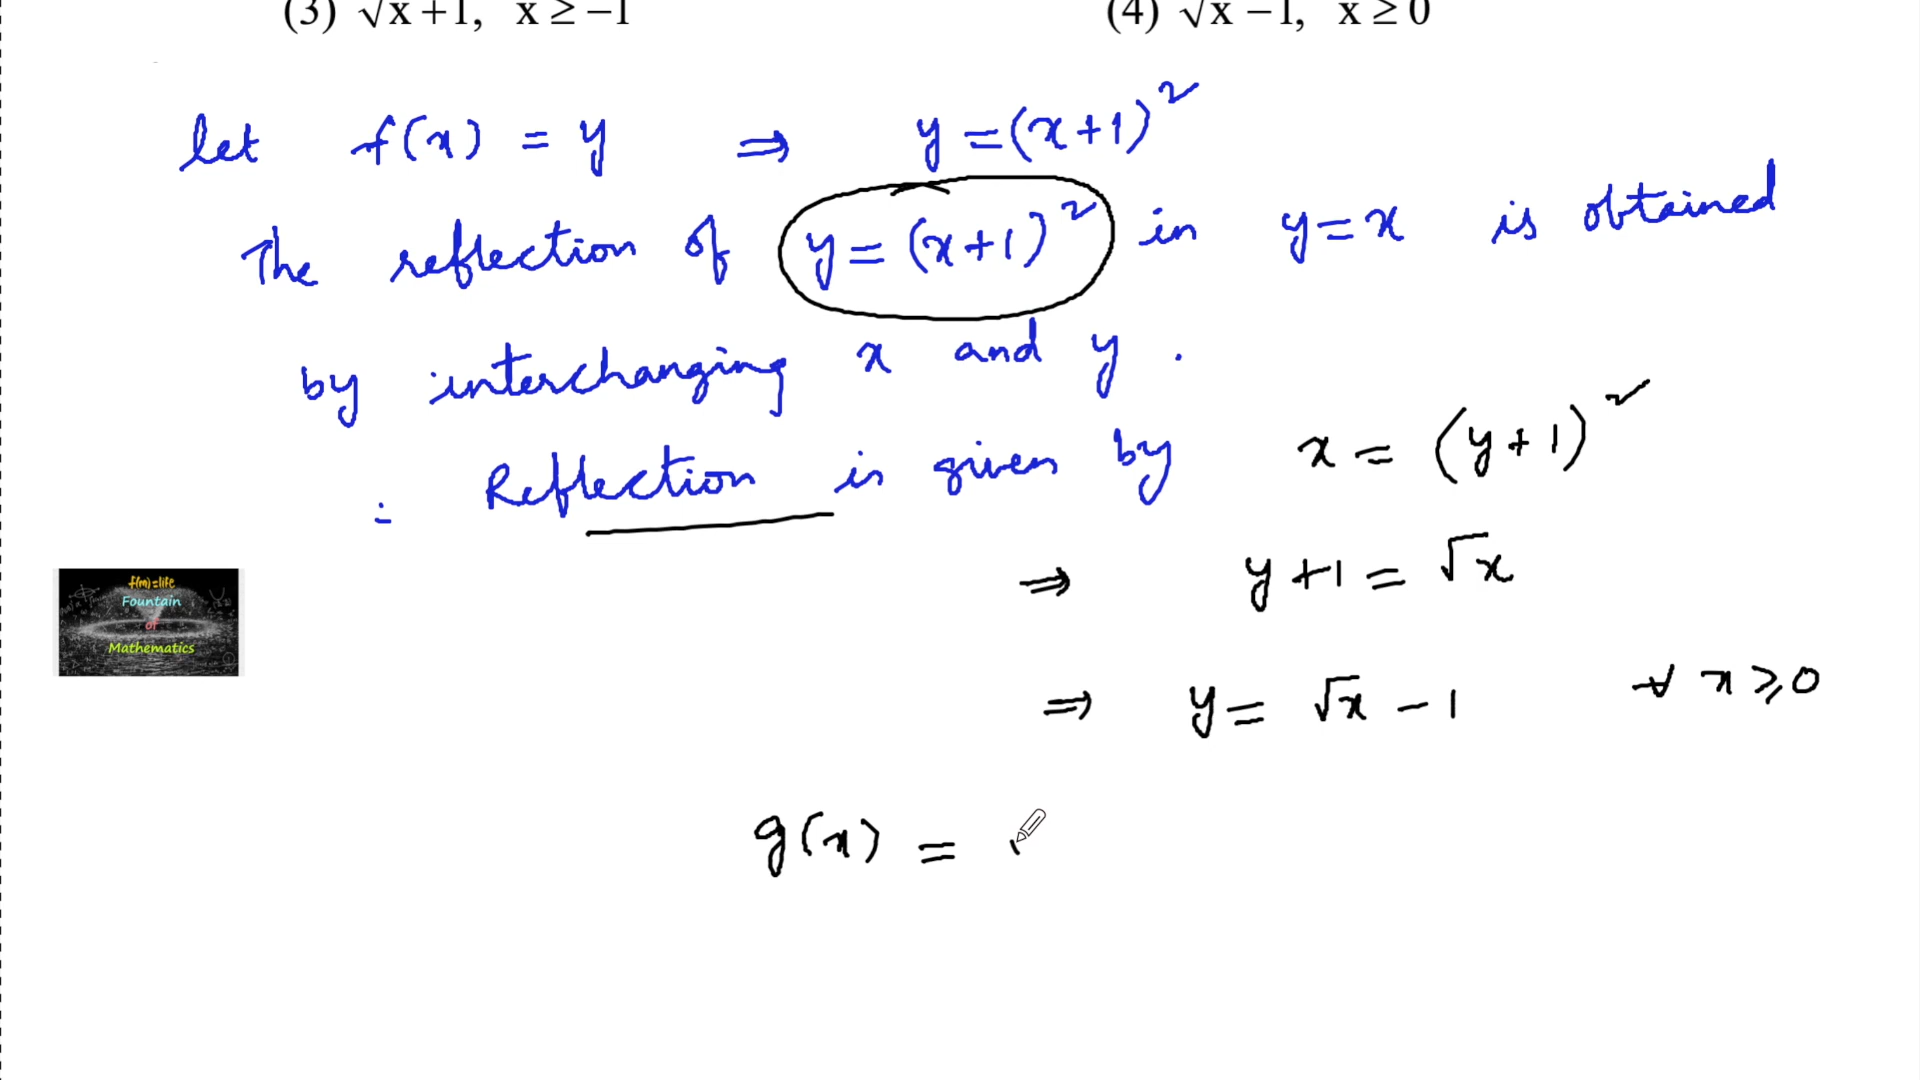 (3) √x+1, x ≥ −1 (4) √x −1, x ≥ 0
let f(x) = y ⇒ y = (x+1)²
The reflection of y = (x+1)² in y = x is obtained
by interchanging x and y.
Reflection is given by x = (y+1)²
⇒ y+1 = √x
⇒ y = √x − 1 ∀ x ≥ 0
g(x) =
f(m)=life
Fountain
of
Mathematics